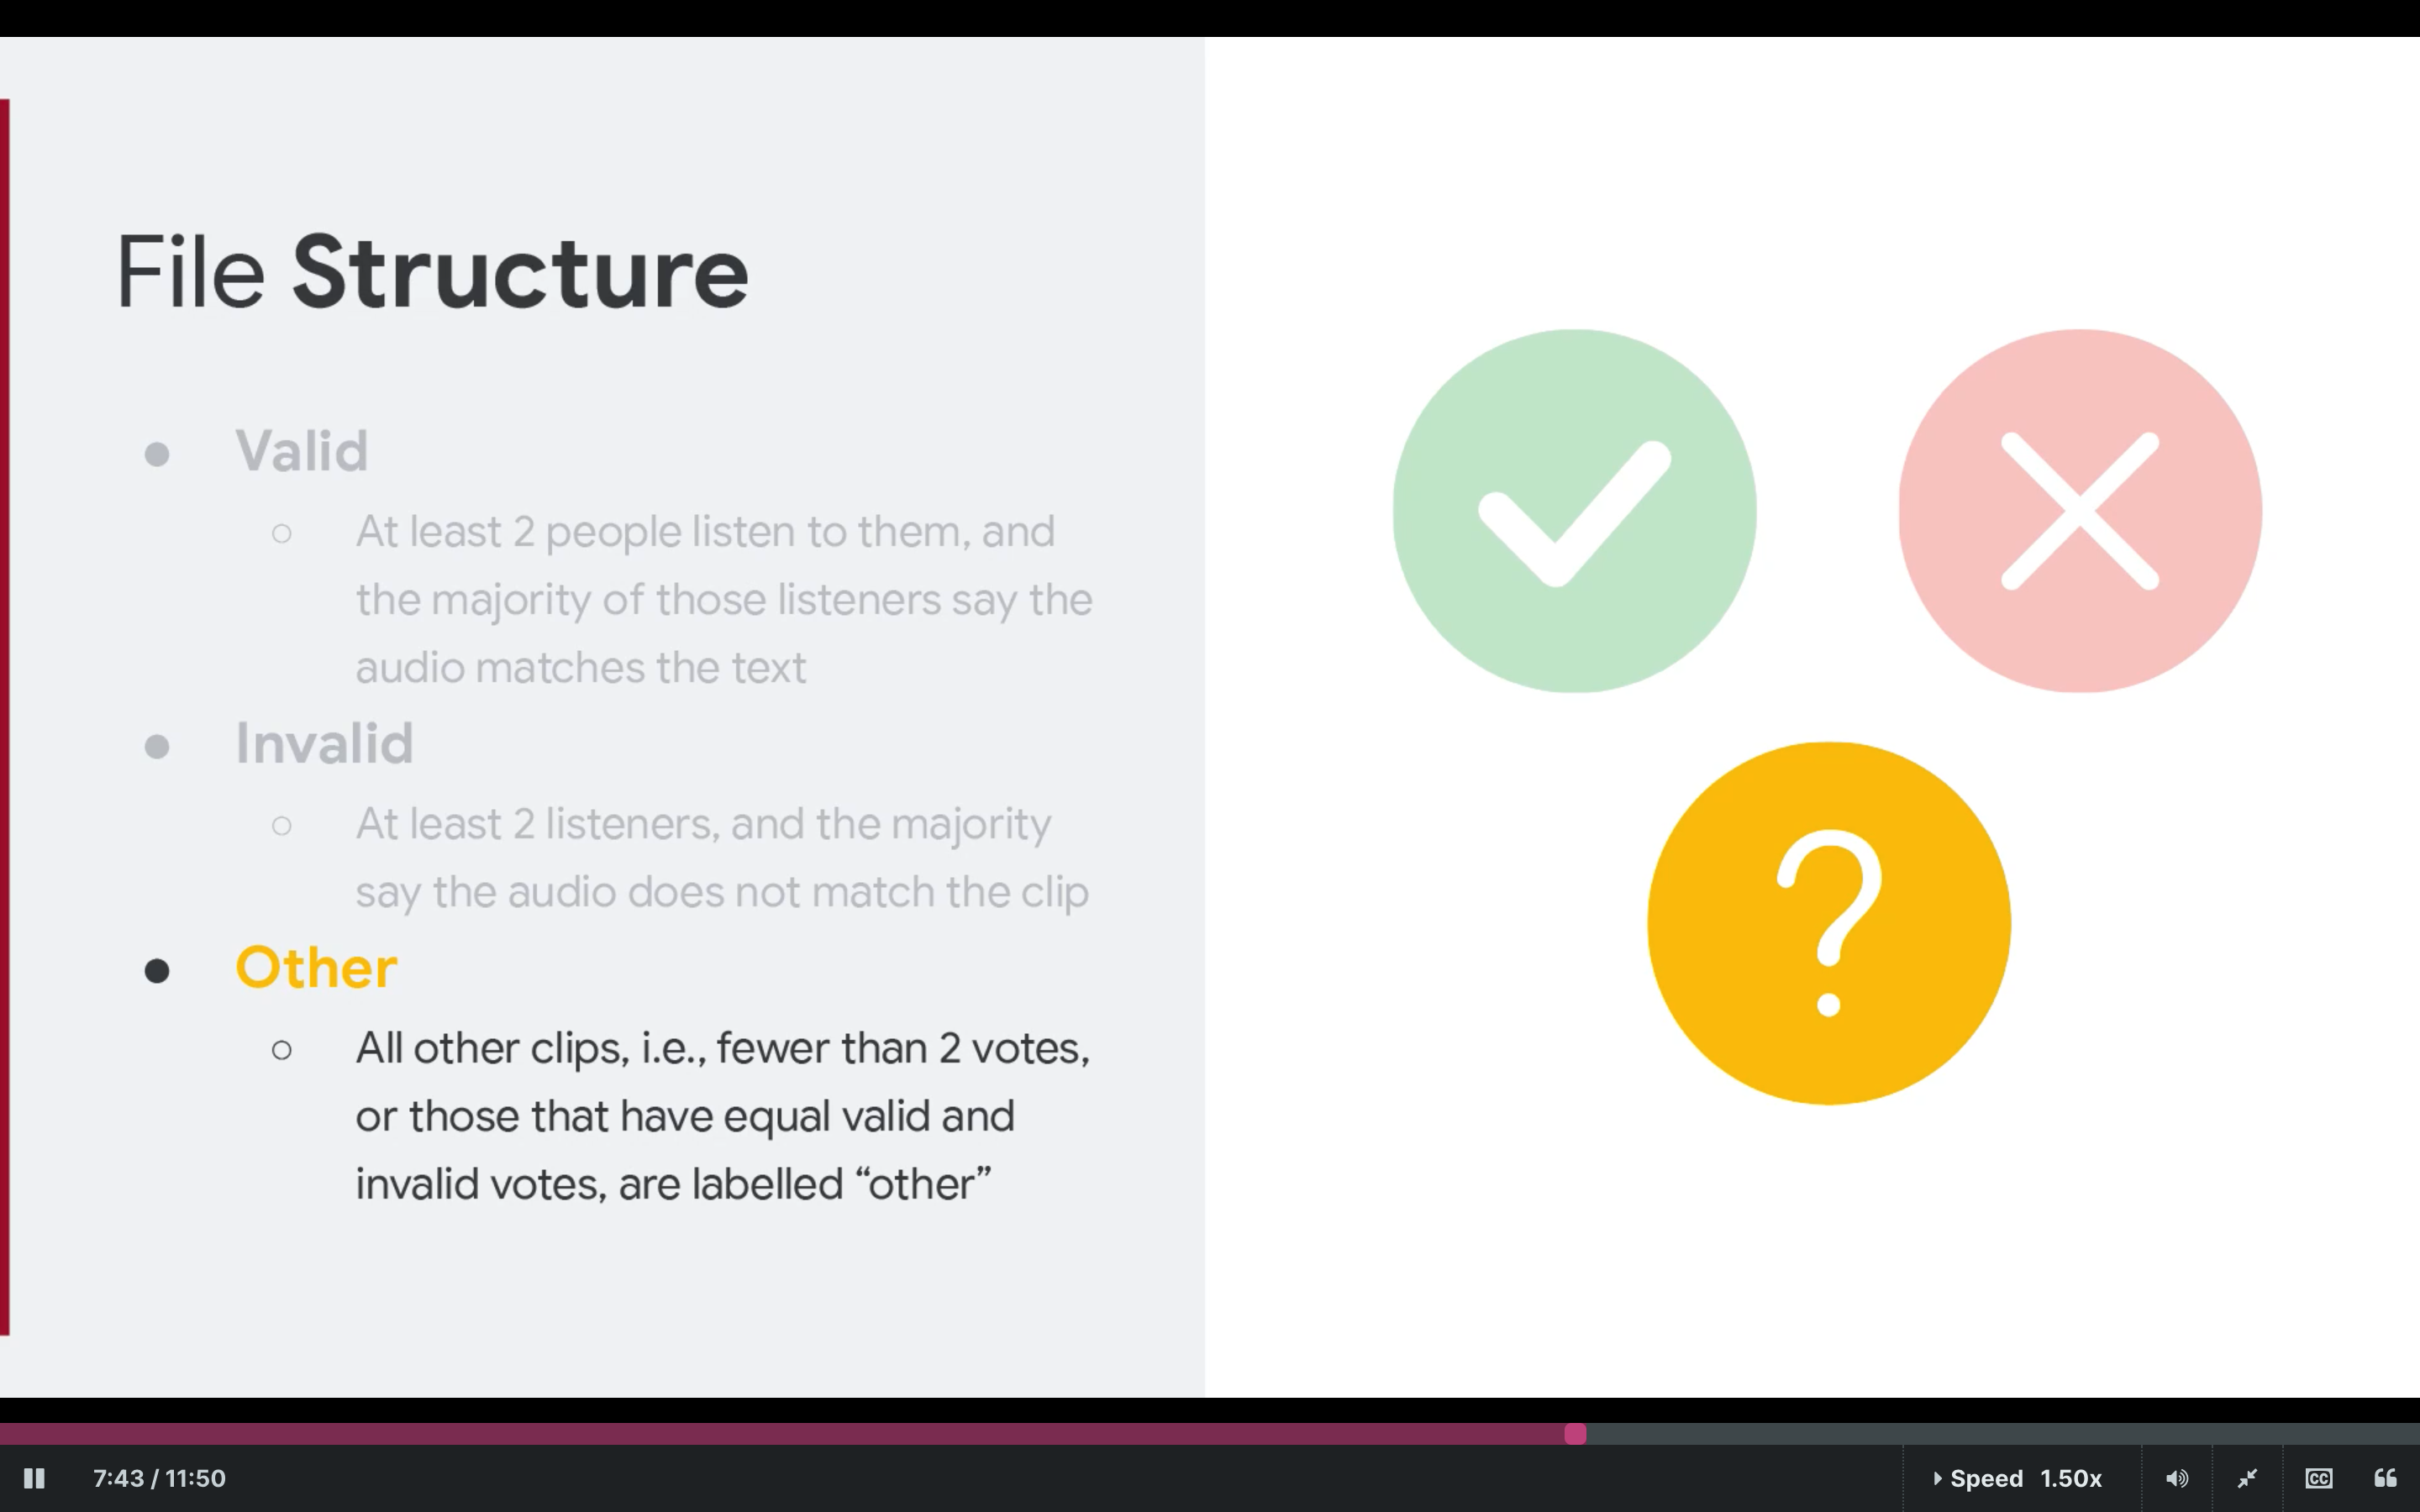 File Structure
● Valid
○ At least 2 people listen to them, and
the majority of those listeners say the
audio matches the text
● Invalid
○ At least 2 listeners, and the majority
say the audio does not match the clip
● Other
○ All other clips, i.e., fewer than 2 votes,
or those that have equal valid and
invalid votes, are labelled “other”
?
7:43 / 11:50
Speed 1.50x
CC